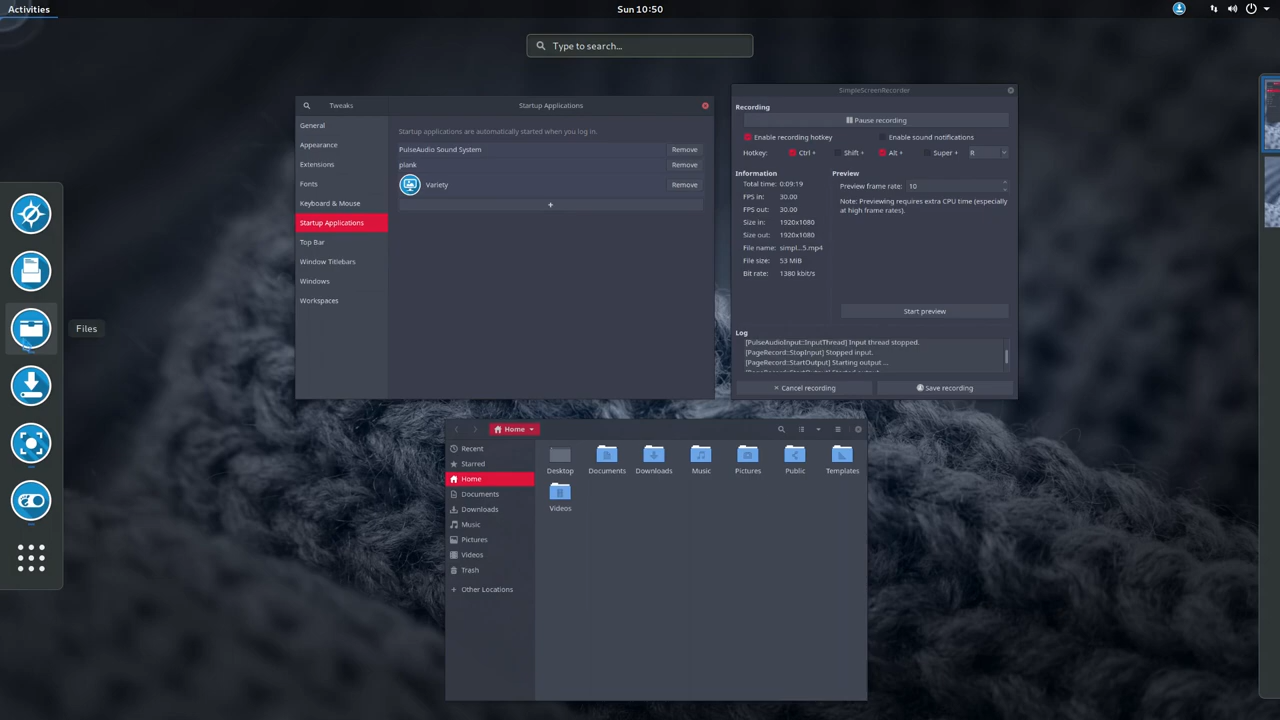 Activities
Sun 10:50
Type to search...
Tweaks
Startup Applications
General
Appearance
Extensions
Fonts
Keyboard & Mouse
Startup Applications
Top Bar
Window Titlebars
Windows
Workspaces
Startup applications are automatically started when you log in.
PulseAudio Sound System
Remove
plank
Remove
Variety
Remove
+
SimpleScreenRecorder
Recording
Pause recording
Enable recording hotkey
Enable sound notifications
Hotkey:
Ctrl +
Shift +
Alt +
Super +
R
Information
Total time: 0:09:19
FPS in: 30.00
FPS out: 30.00
Size in: 1920x1080
Size out: 1920x1080
File name: simpl...5.mp4
File size: 53 MiB
Bit rate: 1380 kbit/s
Preview
Preview frame rate: 10
Note: Previewing requires extra CPU time (especially
at high frame rates).
Start preview
Log
[PulseAudioInput::InputThread] Input thread stopped.
[PageRecord::StopInput] Stopped input.
[PageRecord::StartOutput] Starting output ...
Cancel recording
Save recording
Files
Home
Recent
Starred
Home
Documents
Downloads
Music
Pictures
Videos
Trash
+ Other Locations
Desktop
Documents
Downloads
Music
Pictures
Public
Templates
Videos